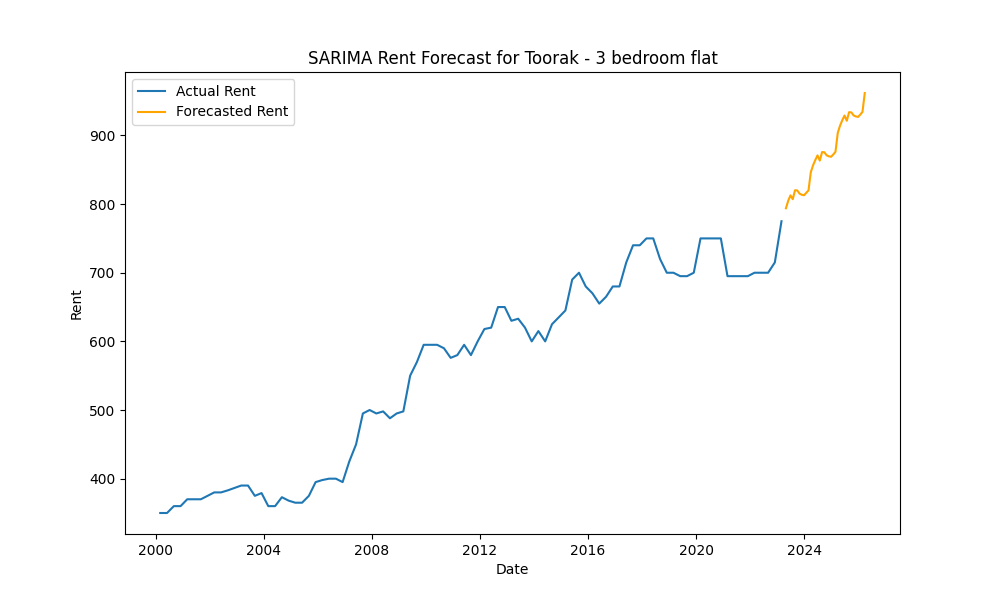 SARIMA Rent Forecast for Toorak - 3 bedroom flat
Actual Rent
Forecasted Rent
900
800
700
600
500
400
Rent
2000 2004 2008 2012 2016 2020 2024
Date